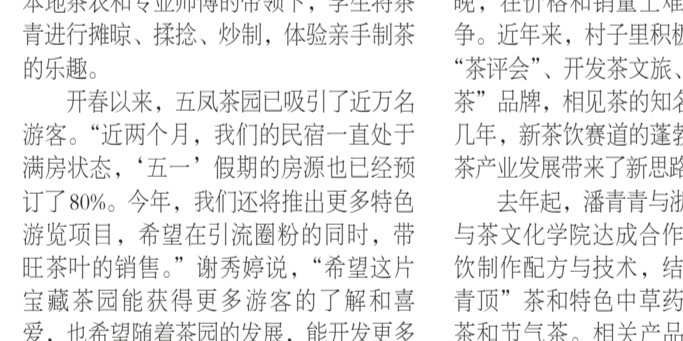 本地茶农和专业师傅的带领下，学生将茶
青进行摊晾、揉捻、炒制，体验亲手制茶
的乐趣。
开春以来，五凤茶园已吸引了近万名
游客。“近两个月，我们的民宿一直处于
满房状态，‘五一’假期的房源也已经预
订了80%。今年，我们还将推出更多特色
游览项目，希望在引流圈粉的同时，带
旺茶叶的销售。”谢秀婷说，“希望这片
宝藏茶园能获得更多游客的了解和喜
爱，也希望随着茶园的发展，能开发更多
晚，在价格和销量上难
争。近年来，村子里积极
“茶评会”、开发茶文旅、
茶”品牌，相见茶的知名
几年，新茶饮赛道的蓬勃
茶产业发展带来了新思路
去年起，潘青青与浙
与茶文化学院达成合作
饮制作配方与技术，结
青顶”茶和特色中草药
茶和节气茶。相关产品